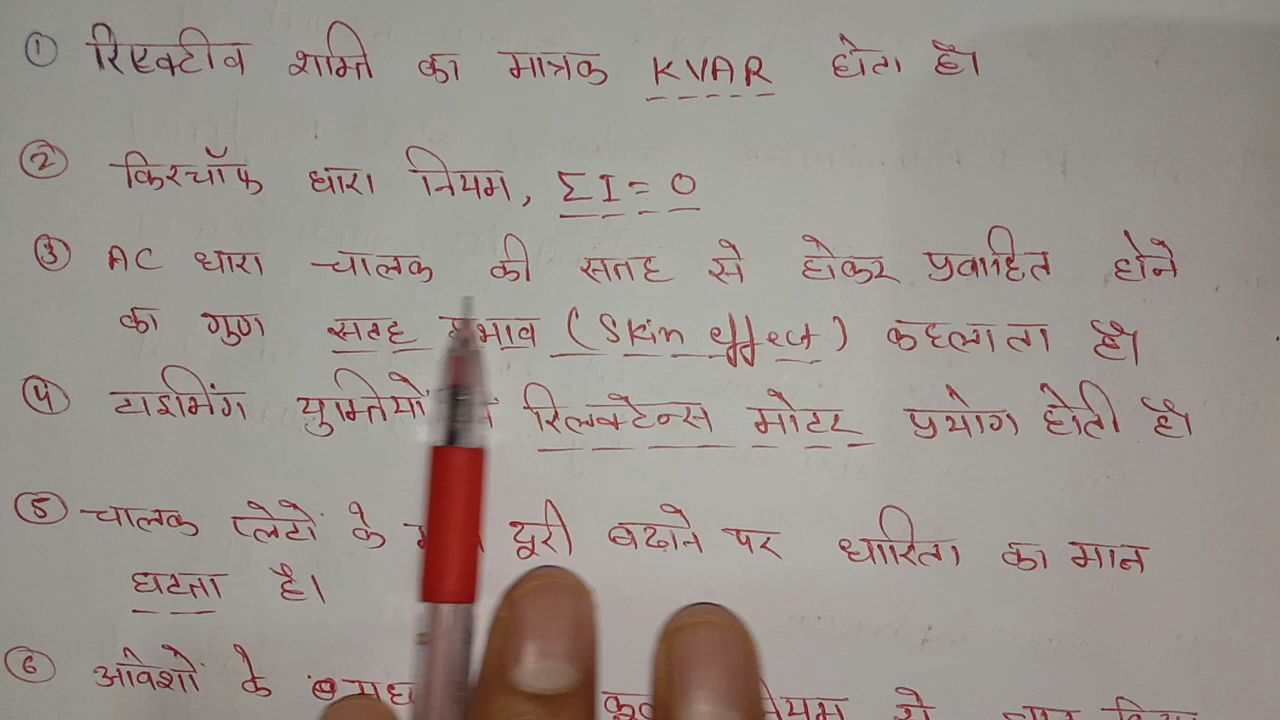 ① रिएक्टीव शक्ति का मात्रक KVAR होता है।
② किरचॉफ धारा नियम, ΣI = 0
③ AC धारा चालक की सतह से होकर प्रवाहित होने
का गुण सतह प्रभाव (Skin effect) कहलाता है।
④ टाइमिंग युक्तियों में रिलक्टेन्स मोटर प्रयोग होती है।
⑤ चालक प्लेटों के दूरी बढाने पर धारिता का मान
घटता है।
⑥ आवेशों के